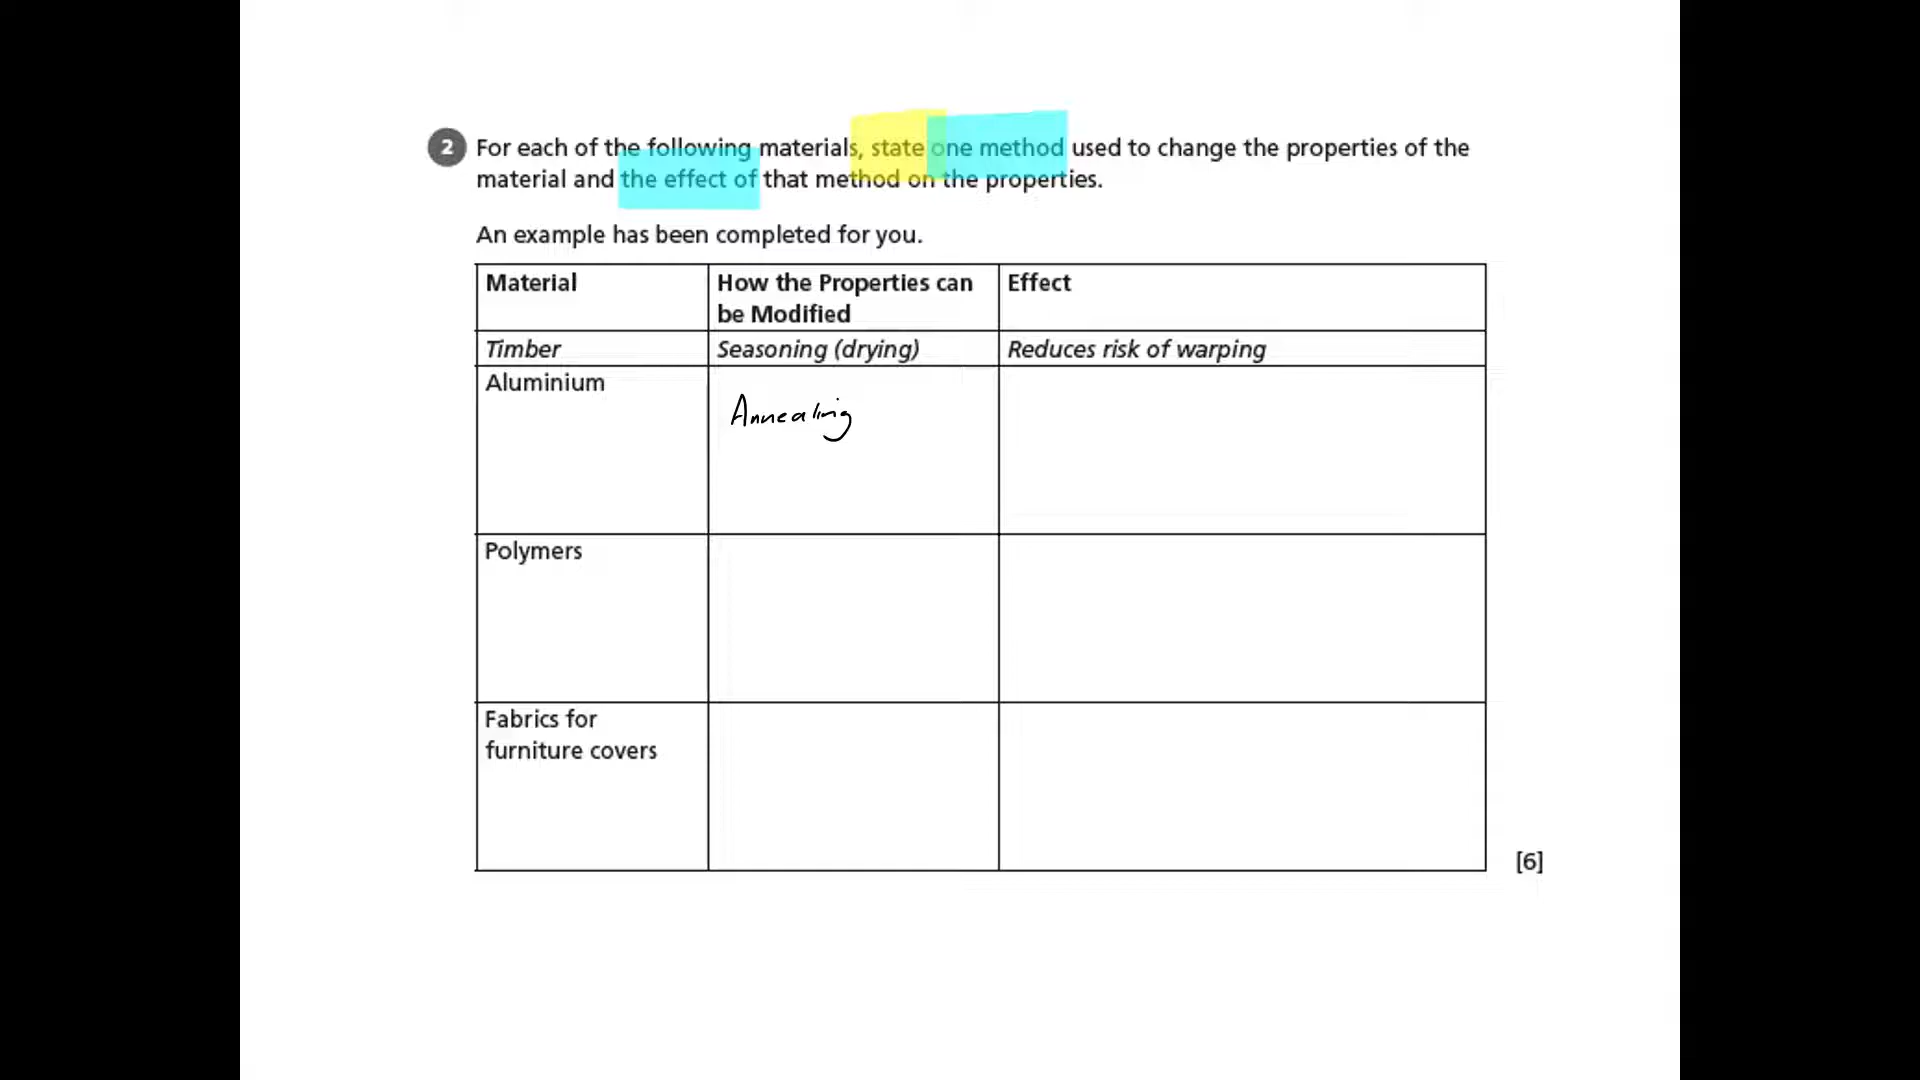 2 For each of the following materials, state one method used to change the properties of the
material and the effect of that method on the properties.
An example has been completed for you.
Material How the Properties can be Modified Effect
Timber Seasoning (drying) Reduces risk of warping
Aluminium Annealing
Polymers
Fabrics for
furniture covers
[6]